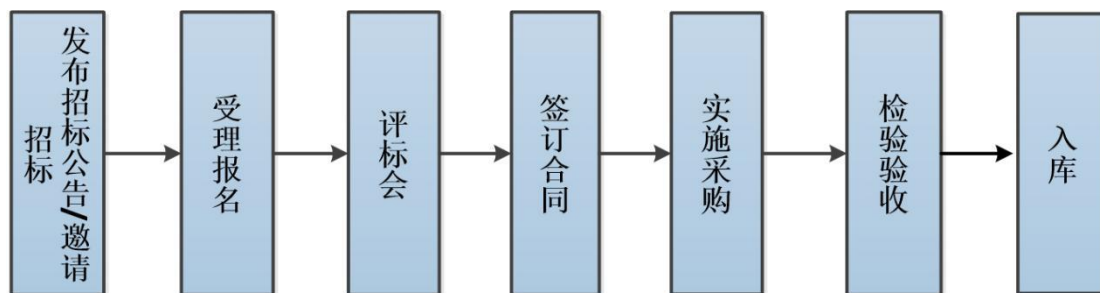 发布招标公告/邀请
招标
受理报名
评标会
签订合同
实施采购
检验验收
入库